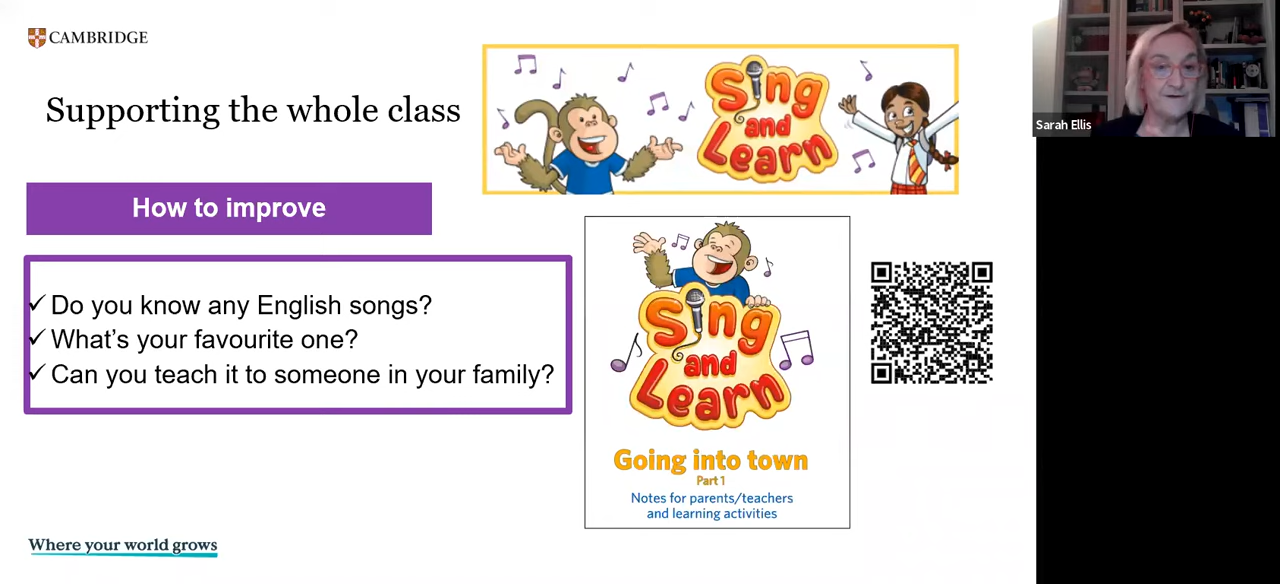 CAMBRIDGE
Supporting the whole class
Sing
and
Learn
Sarah Ellis
How to improve
✓ Do you know any English songs?
✓ What's your favourite one?
✓ Can you teach it to someone in your family?
Sing
and
Learn
Going into town
Part 1
Notes for parents/teachers
and learning activities
Where your world grows